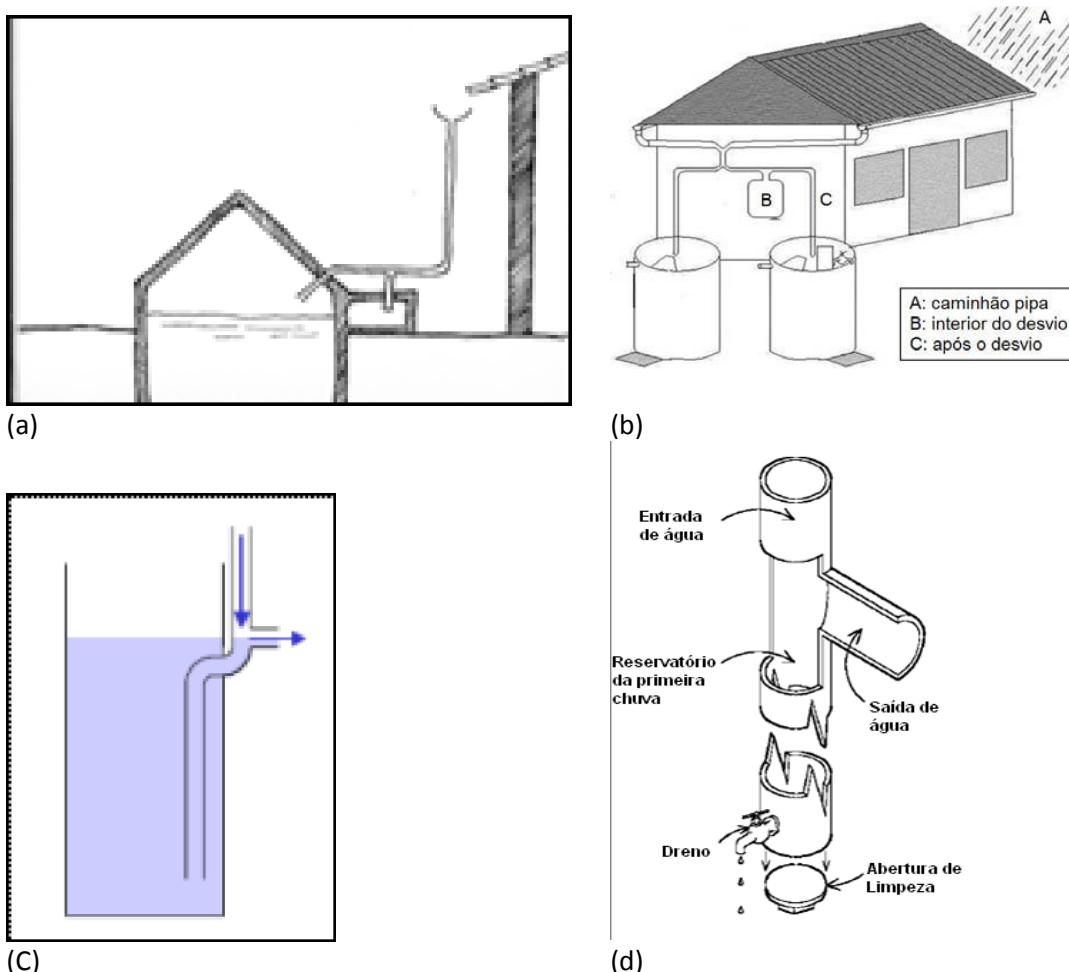 A
B
C
A: caminhão pipa
B: interior do desvio
C: após o desvio
(a)
(b)
Entrada
de água
Reservatório
da primeira
chuva
Saída de
água
Dreno
Abertura de
Limpeza
(C)
(d)